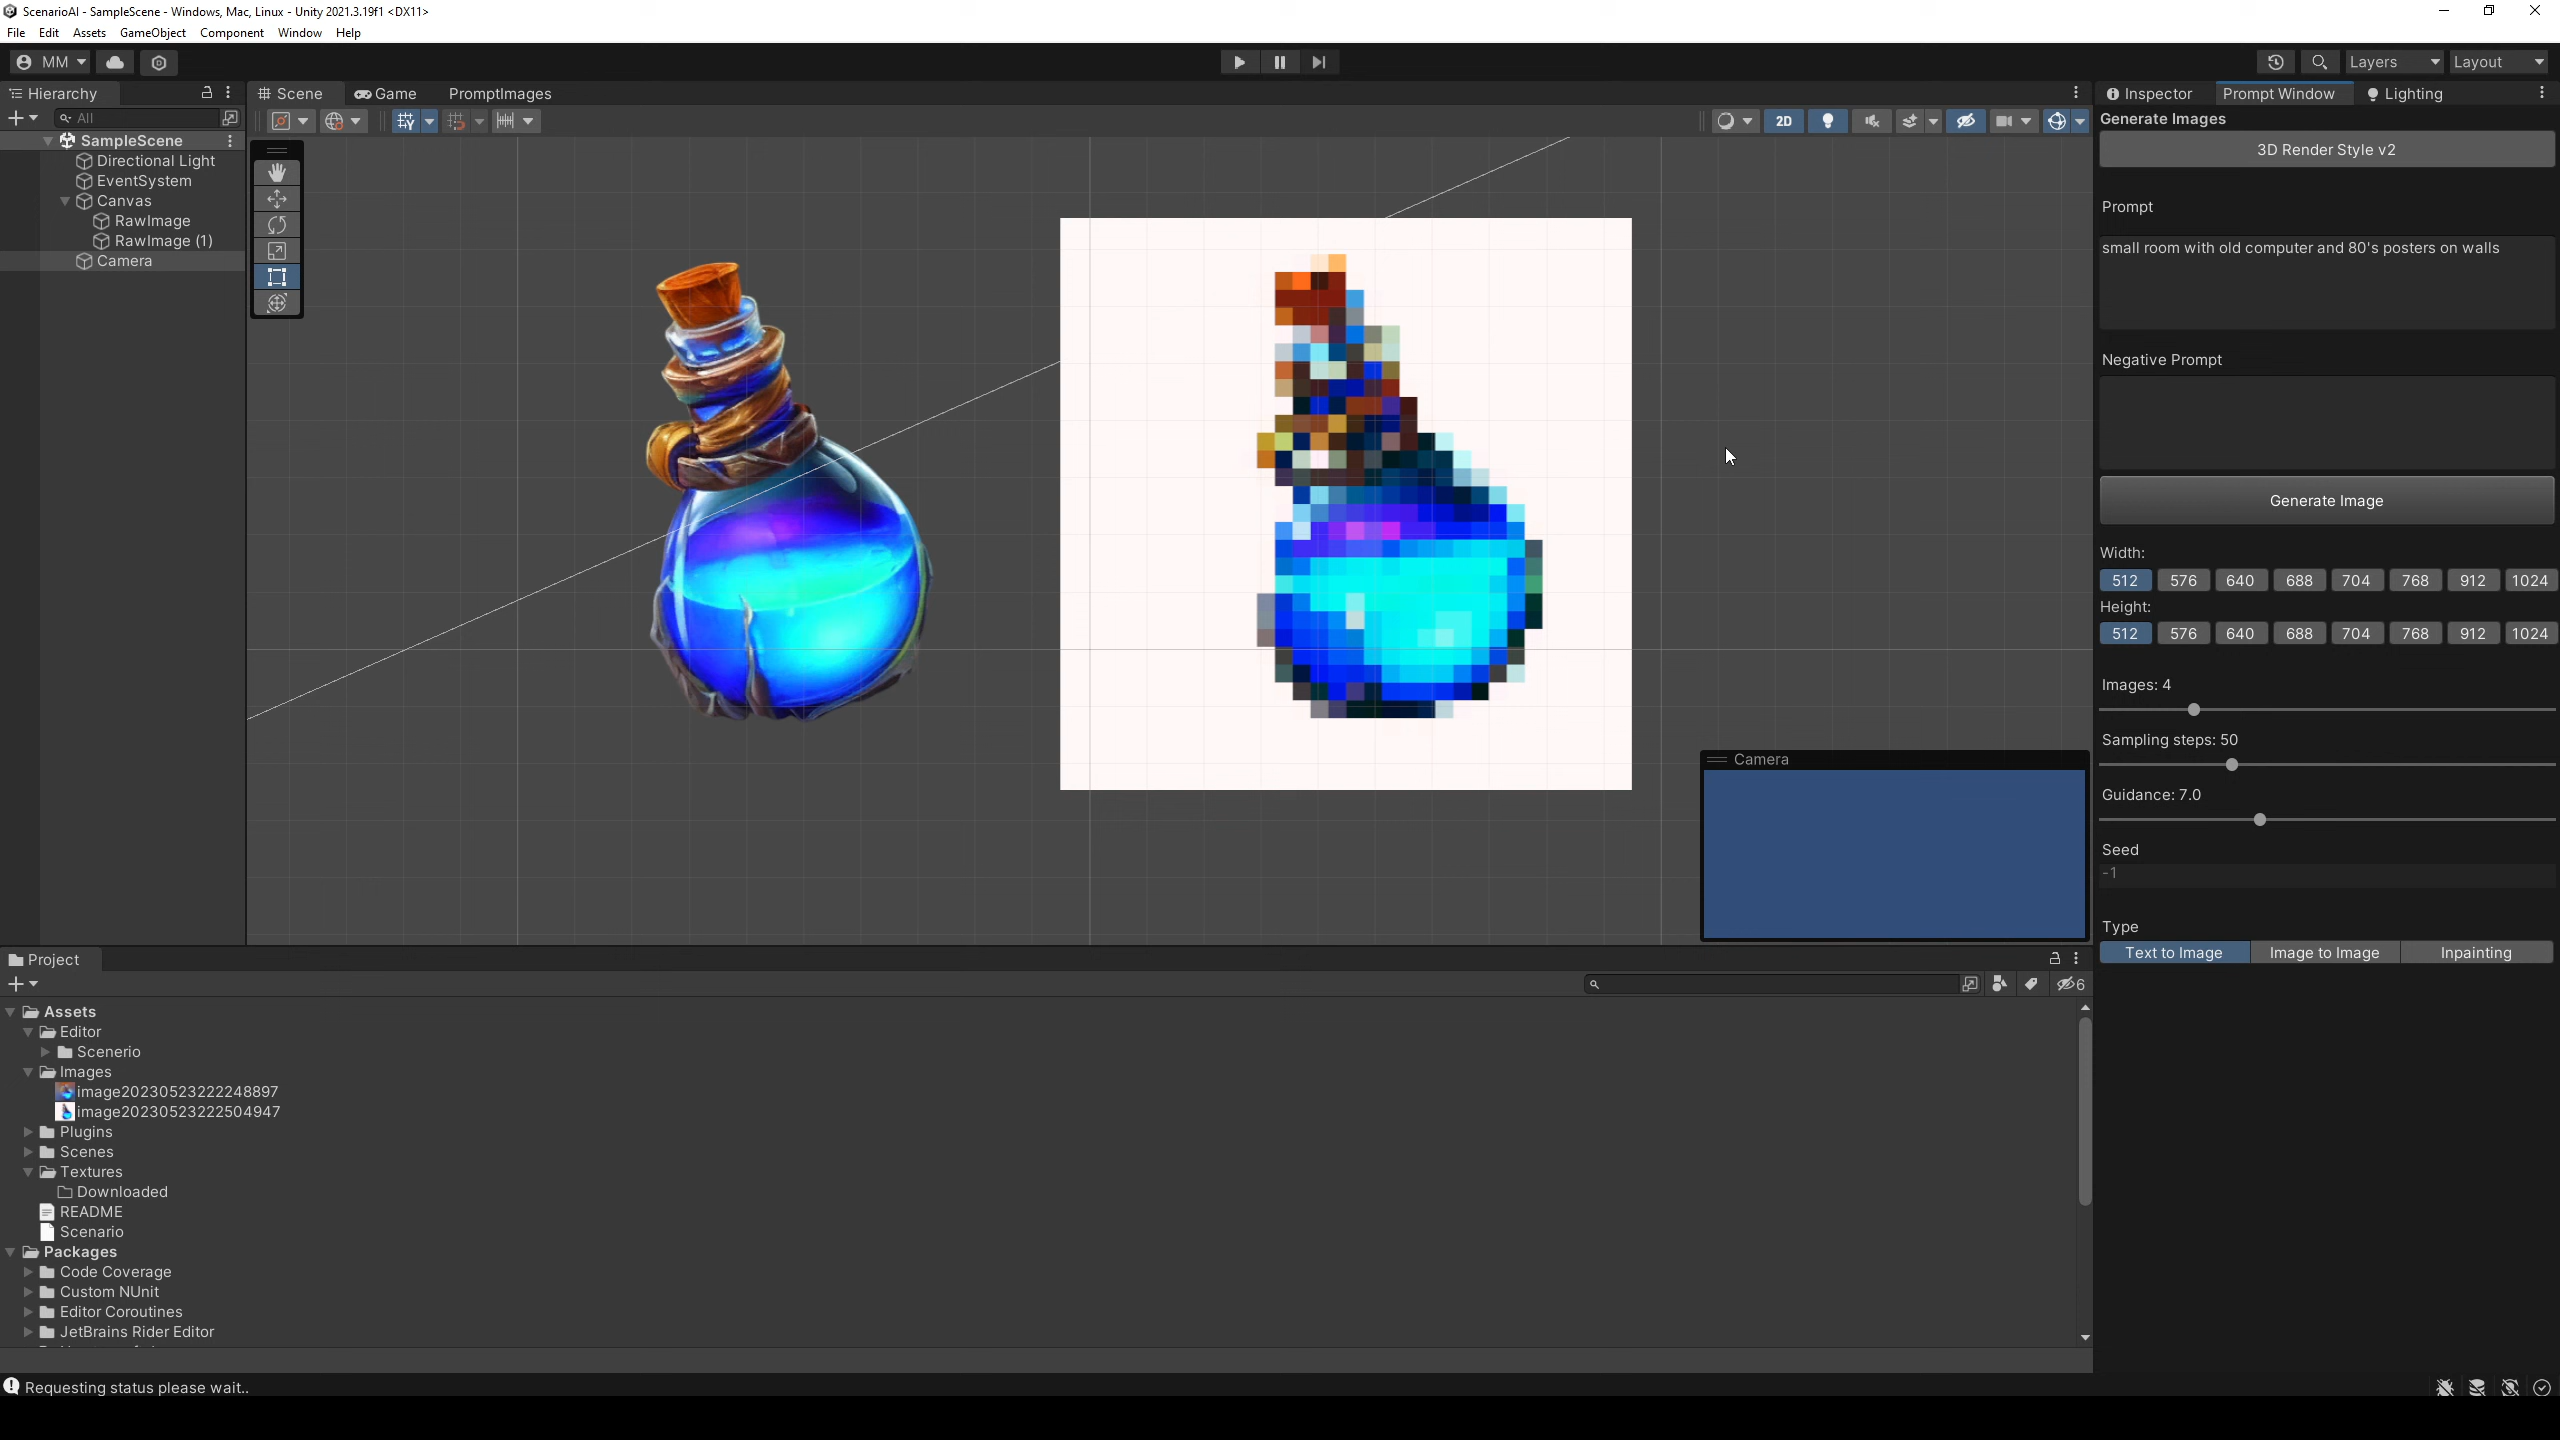 ScenarioAI - SampleScene - Windows, Mac, Linux - Unity 2021.3.19f1 <DX11>
File Edit Assets GameObject Component Window Help
MM
Layers
Layout
Hierarchy
Scene
Game
PromptImages
Inspector
Prompt Window
Lighting
All
2D
Generate Images
SampleScene
3D Render Style v2
Directional Light
EventSystem
Canvas
RawImage
RawImage (1)
Camera
Prompt
small room with old computer and 80's posters on walls
Negative Prompt
Generate Image
Width:
512 576 640 688 704 768 912 1024
Height:
512 576 640 688 704 768 912 1024
Images: 4
Sampling steps: 50
Camera
Guidance: 7.0
Seed
-1
Type
Text to Image Image to Image Inpainting
Project
6
Assets
Editor
Scenerio
Images
image20230523222248897
image20230523222504947
Plugins
Scenes
Textures
Downloaded
README
Scenario
Packages
Code Coverage
Custom NUnit
Editor Coroutines
JetBrains Rider Editor
Requesting status please wait..